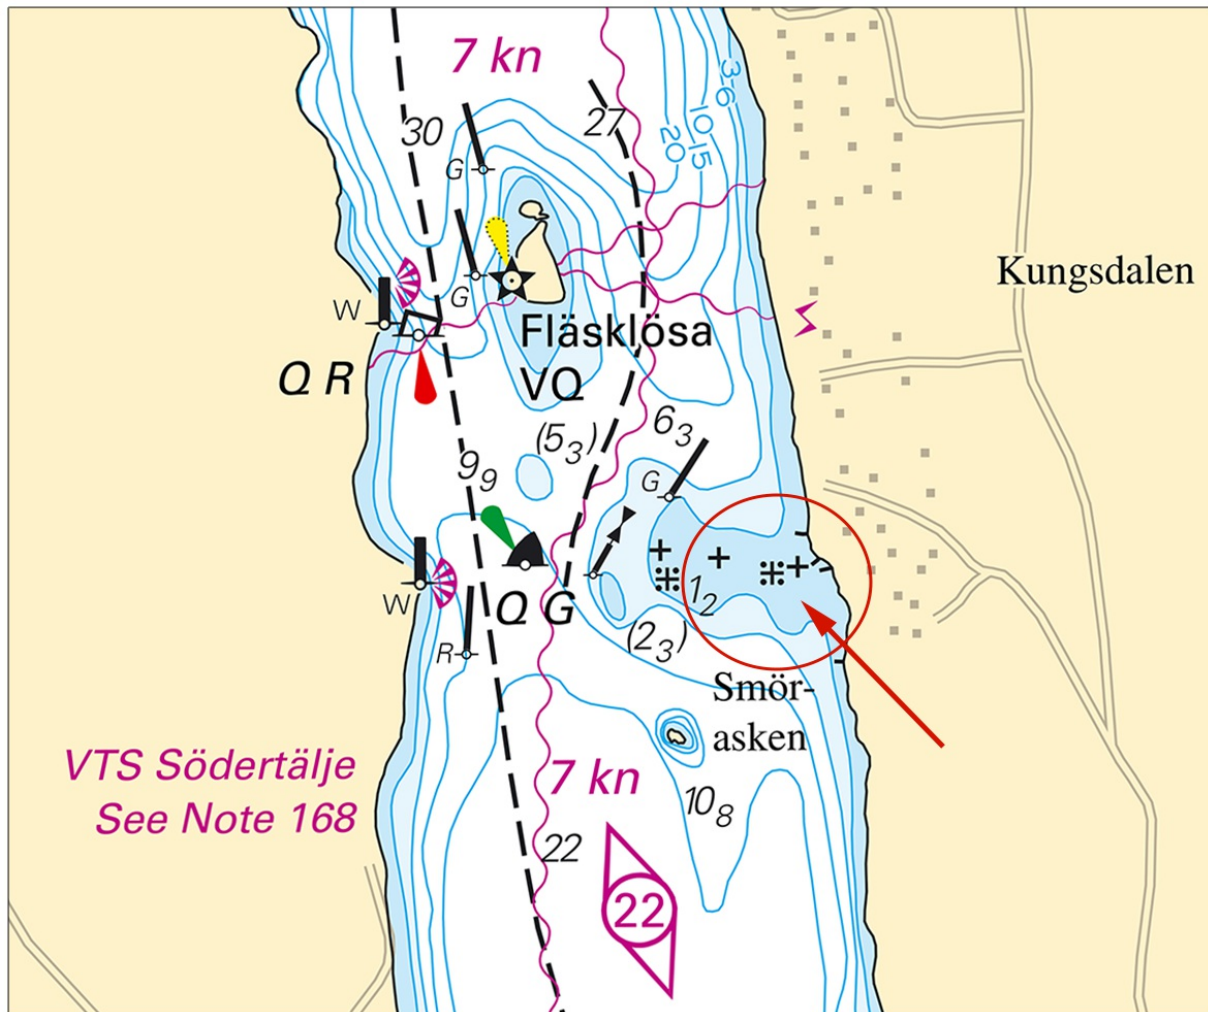 7 kn
3
6
10
15
20
30
27
G
G
W
Kungsdalen
Fläsklösa
VQ
Q R
(5₃)
6₃
9₉
G
W
Q G
1₂
R
(2₃)
Smör-
asken
VTS Södertälje
See Note 168
7 kn
10₈
22
22